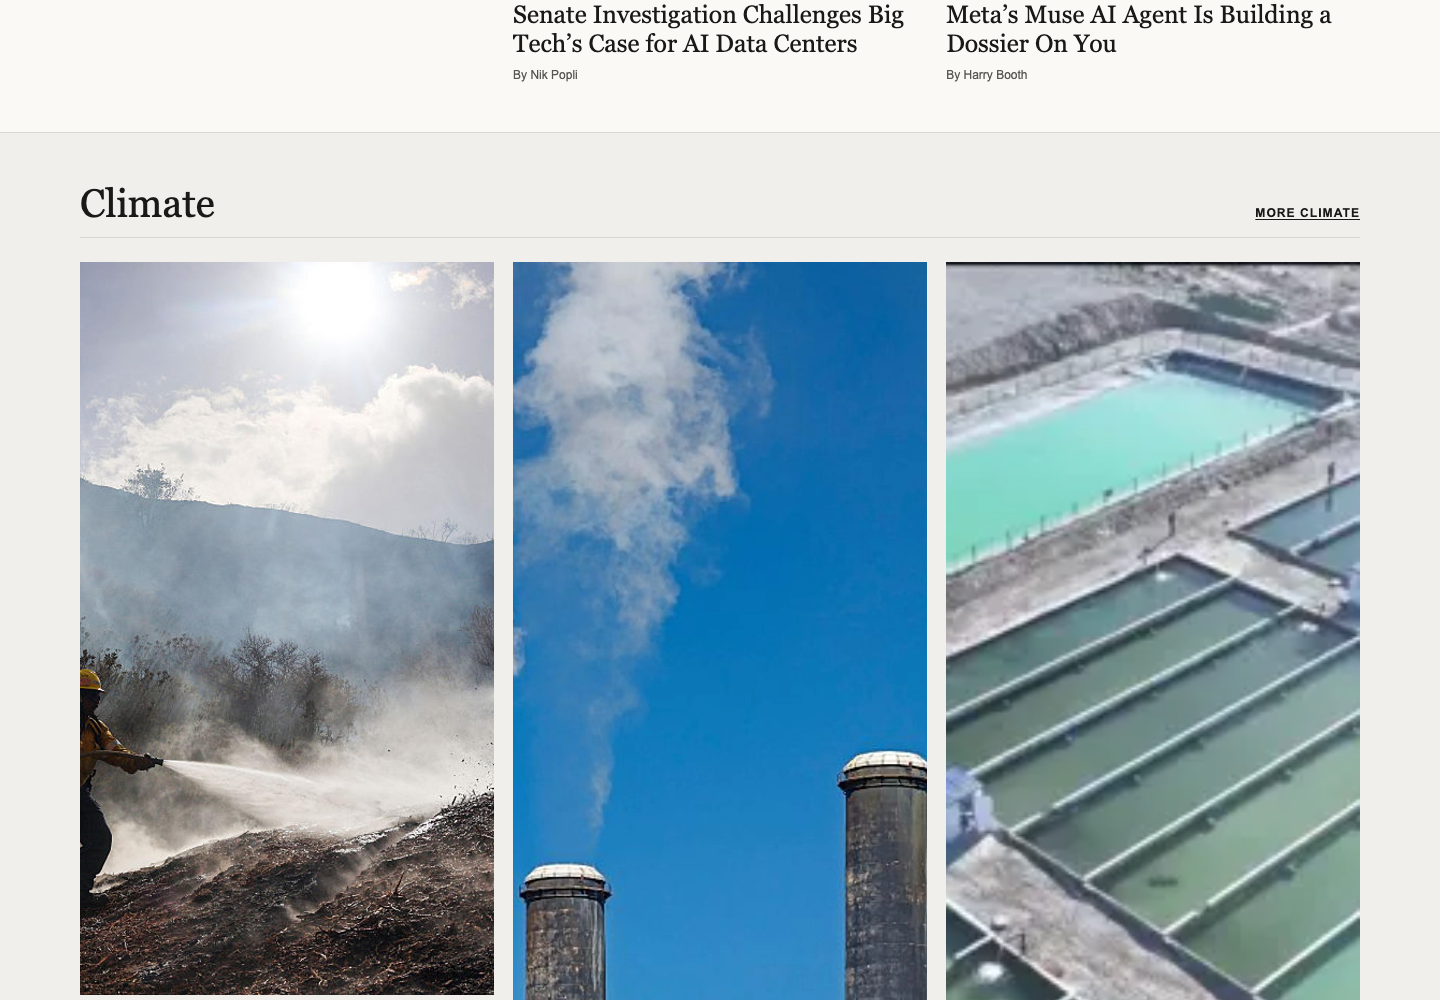 Senate Investigation Challenges Big
Tech’s Case for AI Data Centers
By Nik Popli
Meta’s Muse AI Agent Is Building a
Dossier On You
By Harry Booth
Climate
MORE CLIMATE